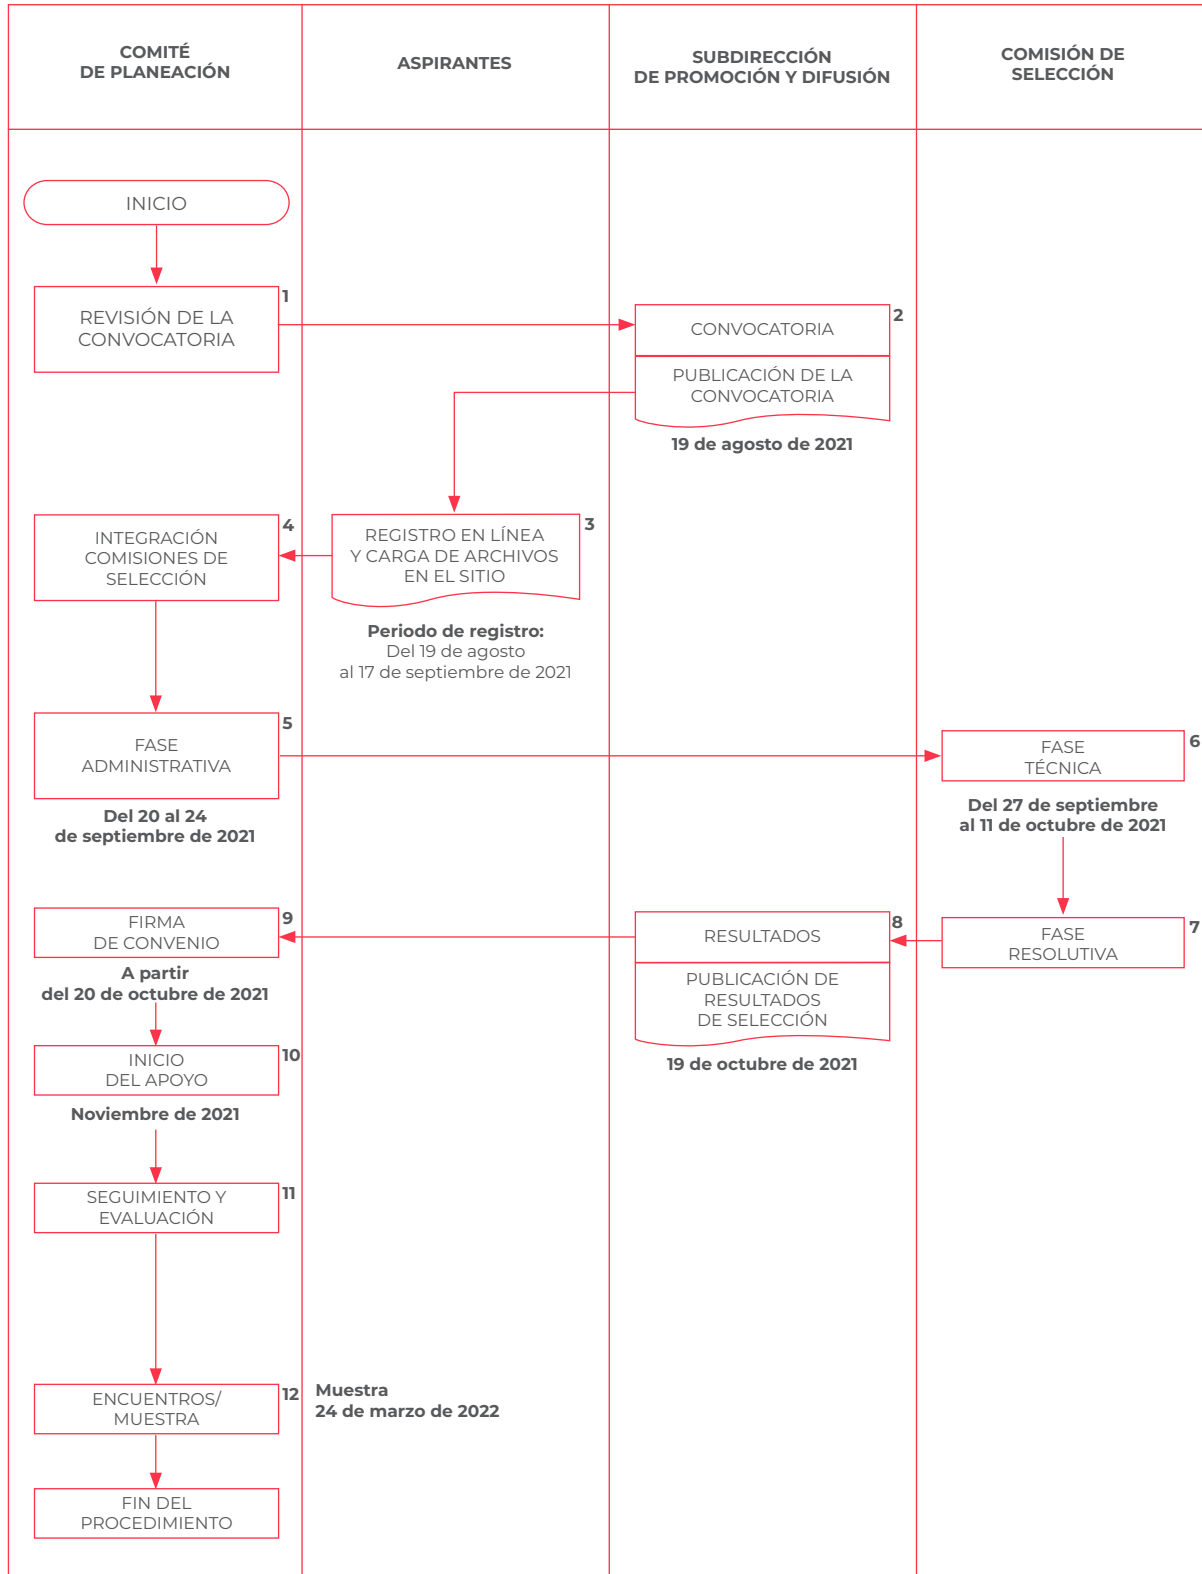 COMITÉ
DE PLANEACIÓN
ASPIRANTES
SUBDIRECCIÓN
DE PROMOCIÓN Y DIFUSIÓN
COMISIÓN DE
SELECCIÓN
INICIO
1
REVISIÓN DE LA
CONVOCATORIA
2
CONVOCATORIA
PUBLICACIÓN DE LA
CONVOCATORIA
19 de agosto de 2021
3
REGISTRO EN LÍNEA
Y CARGA DE ARCHIVOS
EN EL SITIO
Periodo de registro:
Del 19 de agosto
al 17 de septiembre de 2021
4
INTEGRACIÓN
COMISIONES DE
SELECCIÓN
5
FASE
ADMINISTRATIVA
Del 20 al 24
de septiembre de 2021
6
FASE
TÉCNICA
Del 27 de septiembre
al 11 de octubre de 2021
7
FASE
RESOLUTIVA
8
RESULTADOS
PUBLICACIÓN DE
RESULTADOS
DE SELECCIÓN
19 de octubre de 2021
9
FIRMA
DE CONVENIO
A partir
del 20 de octubre de 2021
10
INICIO
DEL APOYO
Noviembre de 2021
11
SEGUIMIENTO Y
EVALUACIÓN
12
ENCUENTROS/
MUESTRA
Muestra
24 de marzo de 2022
FIN DEL
PROCEDIMIENTO